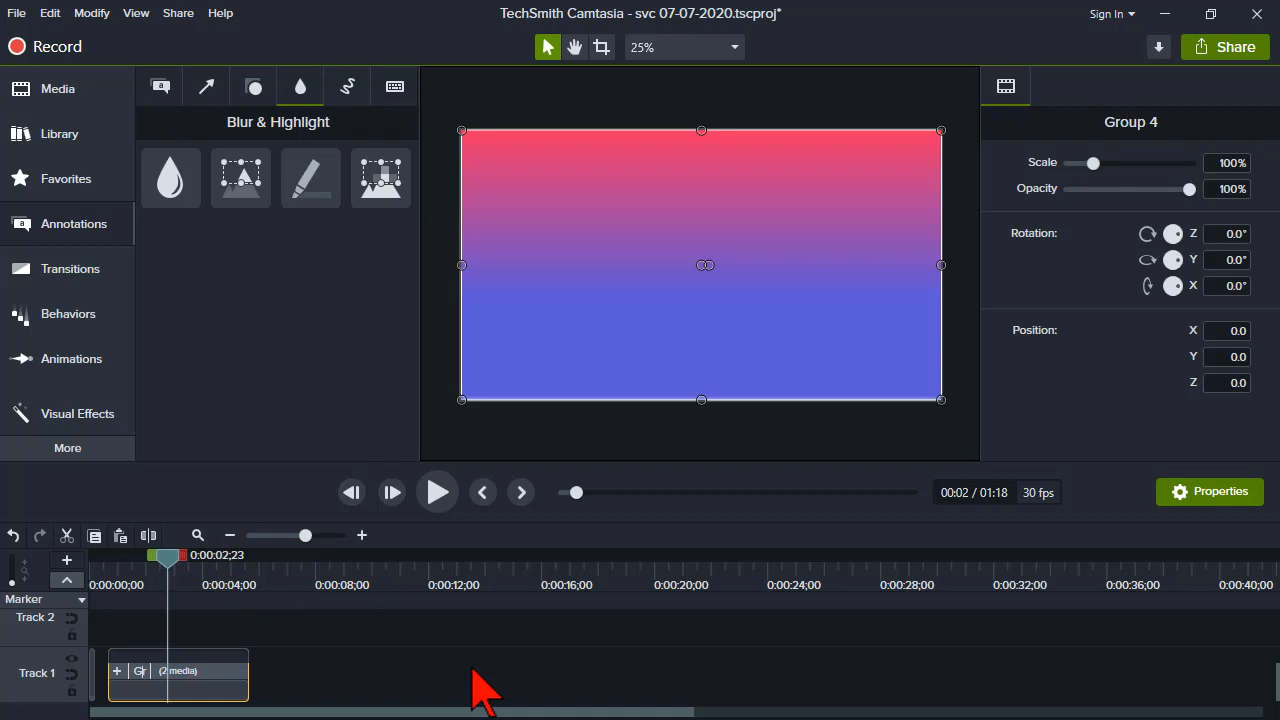 File Edit Modify View Share Help
TechSmith Camtasia - svc 07-07-2020.tscproj*
Sign In
Record
25%
Share
Media
Library
Favorites
Annotations
Transitions
Behaviors
Animations
Visual Effects
More
Blur & Highlight
Group 4
Scale 100%
Opacity 100%
Rotation: Z 0.0°
Y 0.0°
X 0.0°
Position: X 0.0
Y 0.0
Z 0.0
00:02 / 01:18 30 fps
Properties
0:00:02;23
0:00:00;00 0:00:04;00 0:00:08;00 0:00:12;00 0:00:16;00 0:00:20;00 0:00:24;00 0:00:28;00 0:00:32;00 0:00:36;00 0:00:40;00
Marker
Track 2
Track 1
(2 media)